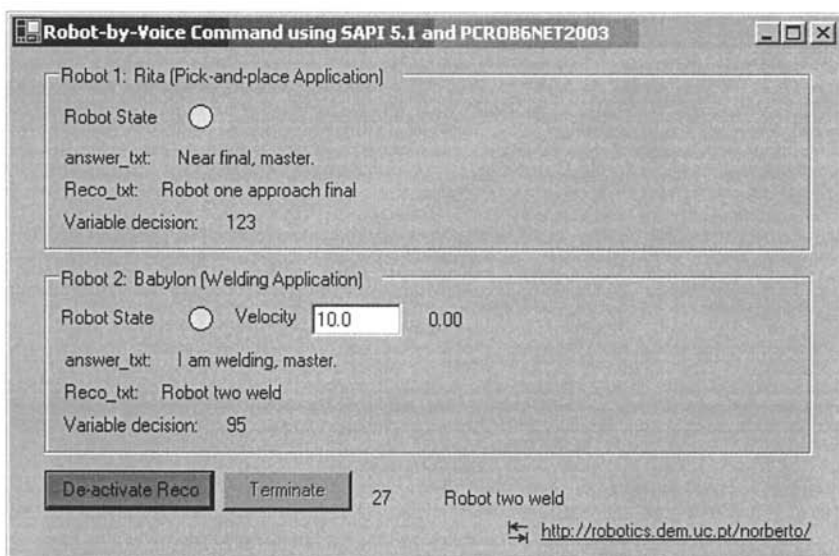 Robot-by-Voice Command using SAPI 5.1 and PCROB6NET2003
Robot 1: Rita (Pick-and-place Application)
Robot State
answer_txt: Near final, master.
Reco_txt: Robot one approach final
Variable decision: 123
Robot 2: Babylon (Welding Application)
Robot State Velocity 10.0 0.00
answer_txt: I am welding, master.
Reco_txt: Robot two weld
Variable decision: 95
De-activate Reco Terminate 27 Robot two weld
http://robotics.dem.uc.pt/norberto/